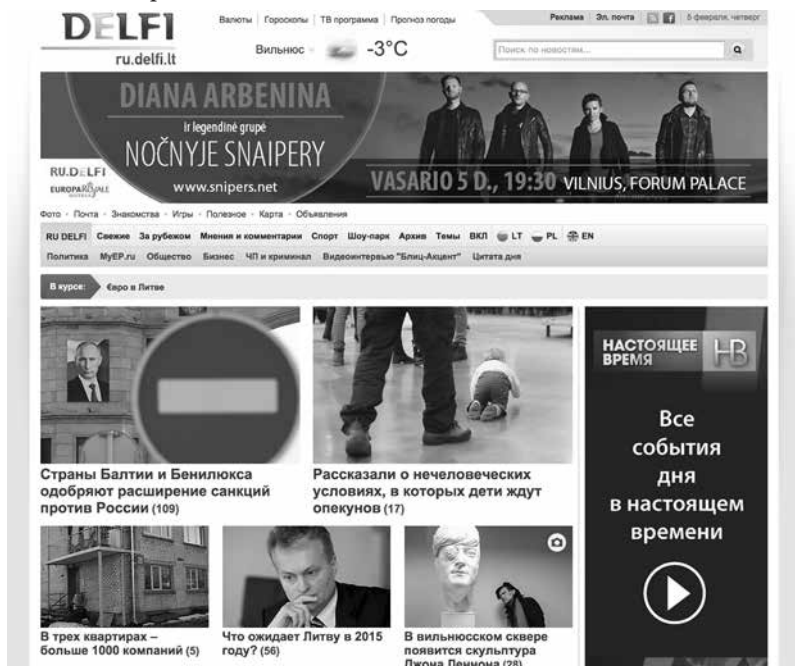 DELFI
ru.delfi.lt
Валюты Гороскопы ТВ программа Прогноз погоды
Реклама Эл. почта 5 февраля, четверг
Вильнюс -3°C
Поиск по новостям...
DIANA ARBENINA
ir legendinė grupė
NOČNYJE SNAIPERY
www.snipers.net
RU.DELFI
EUROPA ROYALE
HOTELS
VASARIO 5 D., 19:30 VILNIUS, FORUM PALACE
Фото Почта Знакомства Игры Полезное Карта Объявления
RU DELFI Свежие За рубежом Мнения и комментарии Спорт Шоу-парк Архив Темы ВКЛ LT PL EN
Политика MyEP.ru Общество Бизнес ЧП и криминал Видеоинтервью "Блиц-Акцент" Цитата дня
В курсе: €вро в Литве
Страны Балтии и Бенилюкса
одобряют расширение санкций
против России (109)
Рассказали о нечеловеческих
условиях, в которых дети ждут
опекунов (17)
НАСТОЯЩЕЕ
ВРЕМЯ
НВ
Все
события
дня
в настоящем
времени
В трех квартирах –
больше 1000 компаний (5)
Что ожидает Литву в 2015
году? (56)
В вильнюсском сквере
появится скульптура
Джона Леннона (28)